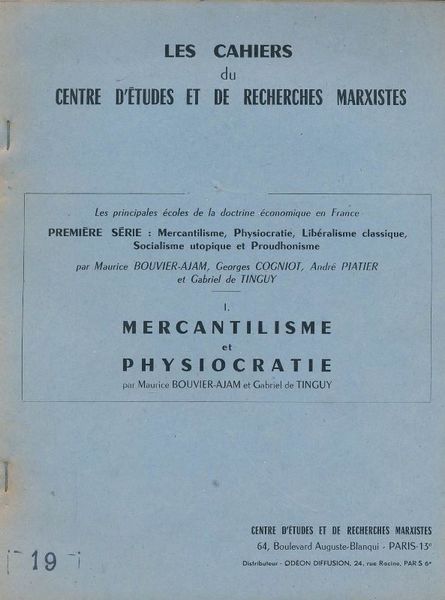 LES CAHIERS
du
CENTRE D'ÉTUDES ET DE RECHERCHES MARXISTES
Les principales écoles de la doctrine économique en France
PREMIÈRE SÉRIE : Mercantilisme, Physiocratie, Libéralisme classique,
Socialisme utopique et Proudhonisme
par Maurice BOUVIER-AJAM, Georges COGNIOT, André PIATIER
et Gabriel de TINGUY
I.
MERCANTILISME
et
PHYSIOCRATIE
par Maurice BOUVIER-AJAM et Gabriel de TINGUY
CENTRE D'ÉTUDES ET DE RECHERCHES MARXISTES
64, Boulevard Auguste-Blanqui - PARIS-13e
Distributeur - ODÉON DIFFUSION, 24, rue Racine, PARIS 6e
19